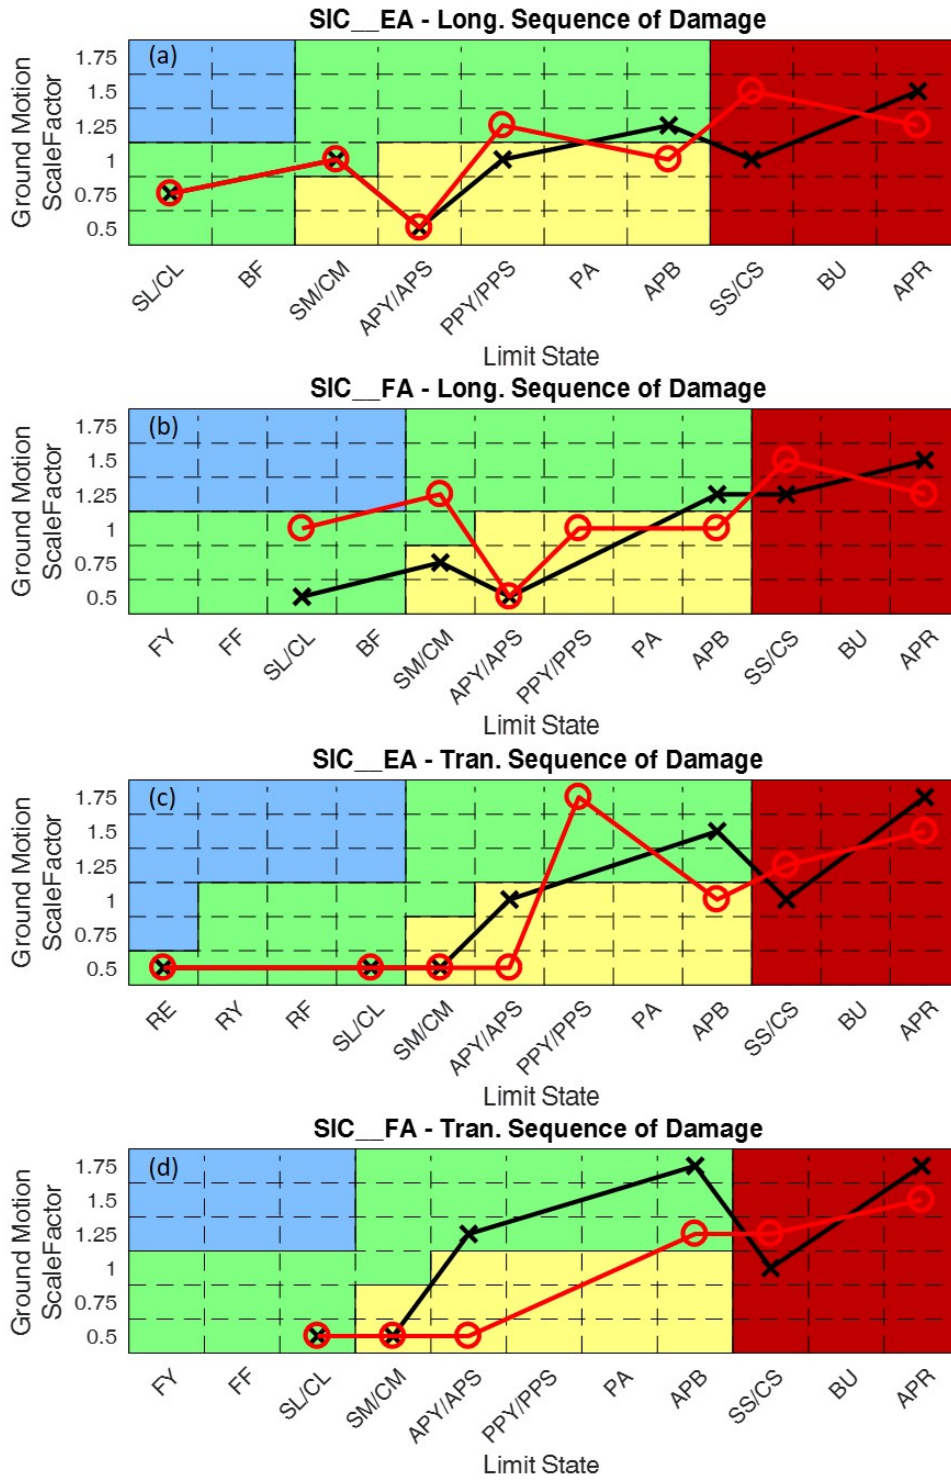 SIC__EA - Long. Sequence of Damage
(a)
Ground Motion
ScaleFactor
1.75
1.5
1.25
1
0.75
0.5
SL/CL BF SM/CM APY/APS PPY/PPS PA APB SS/CS BU APR
Limit State
SIC__FA - Long. Sequence of Damage
(b)
Ground Motion
ScaleFactor
1.75
1.5
1.25
1
0.75
0.5
FY FF SL/CL BF SM/CM APY/APS PPY/PPS PA APB SS/CS BU APR
Limit State
SIC__EA - Tran. Sequence of Damage
(c)
Ground Motion
ScaleFactor
1.75
1.5
1.25
1
0.75
0.5
RE RY RF SL/CL SM/CM APY/APS PPY/PPS PA APB SS/CS BU APR
Limit State
SIC__FA - Tran. Sequence of Damage
(d)
Ground Motion
ScaleFactor
1.75
1.5
1.25
1
0.75
0.5
FY FF SL/CL SM/CM APY/APS PPY/PPS PA APB SS/CS BU APR
Limit State